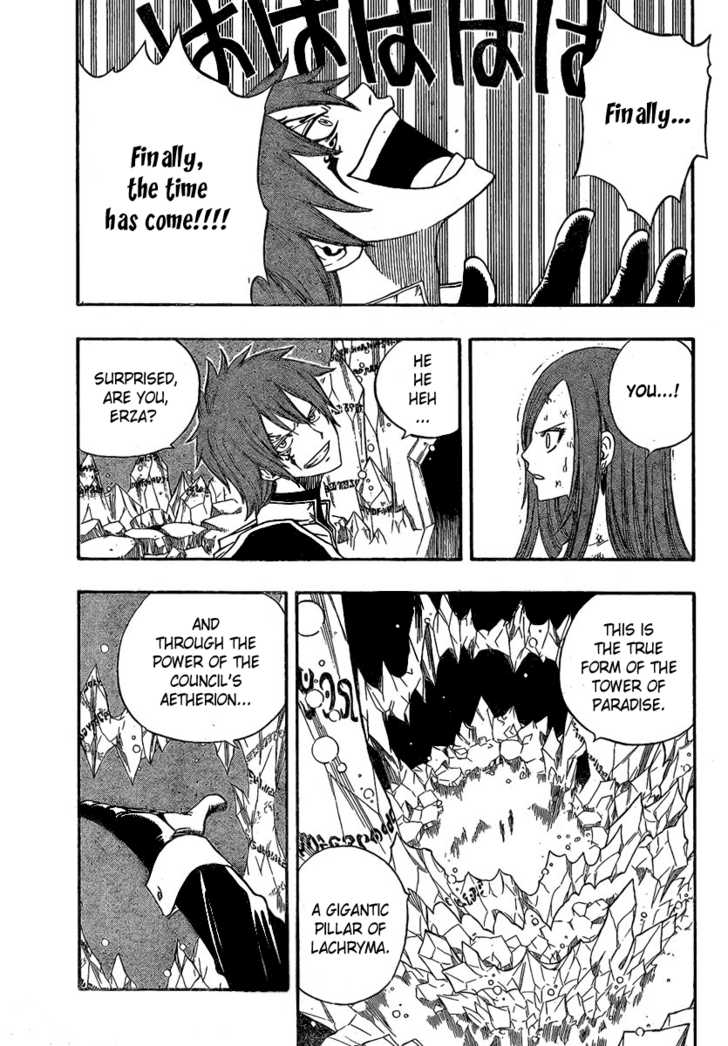 はははははは
Finally...
Finally,
the time
has come!!!!
YOU...!
HE
HE
HEH
...
SURPRISED,
ARE YOU,
ERZA?
THIS IS
THE TRUE
FORM OF THE
TOWER OF
PARADISE.
A GIGANTIC
PILLAR OF
LACHRYMA.
AND
THROUGH THE
POWER OF THE
COUNCIL'S
AETHERION...